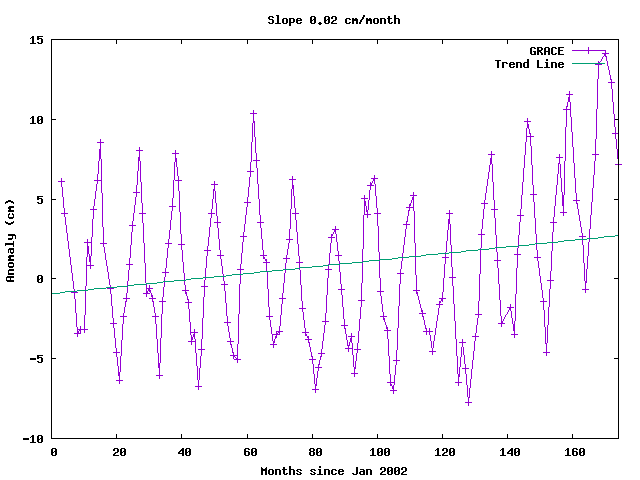 Slope 0.02 cm/month
GRACE
Trend Line
Anomaly (cm)
15
10
5
0
-5
-10
0 20 40 60 80 100 120 140 160
Months since Jan 2002